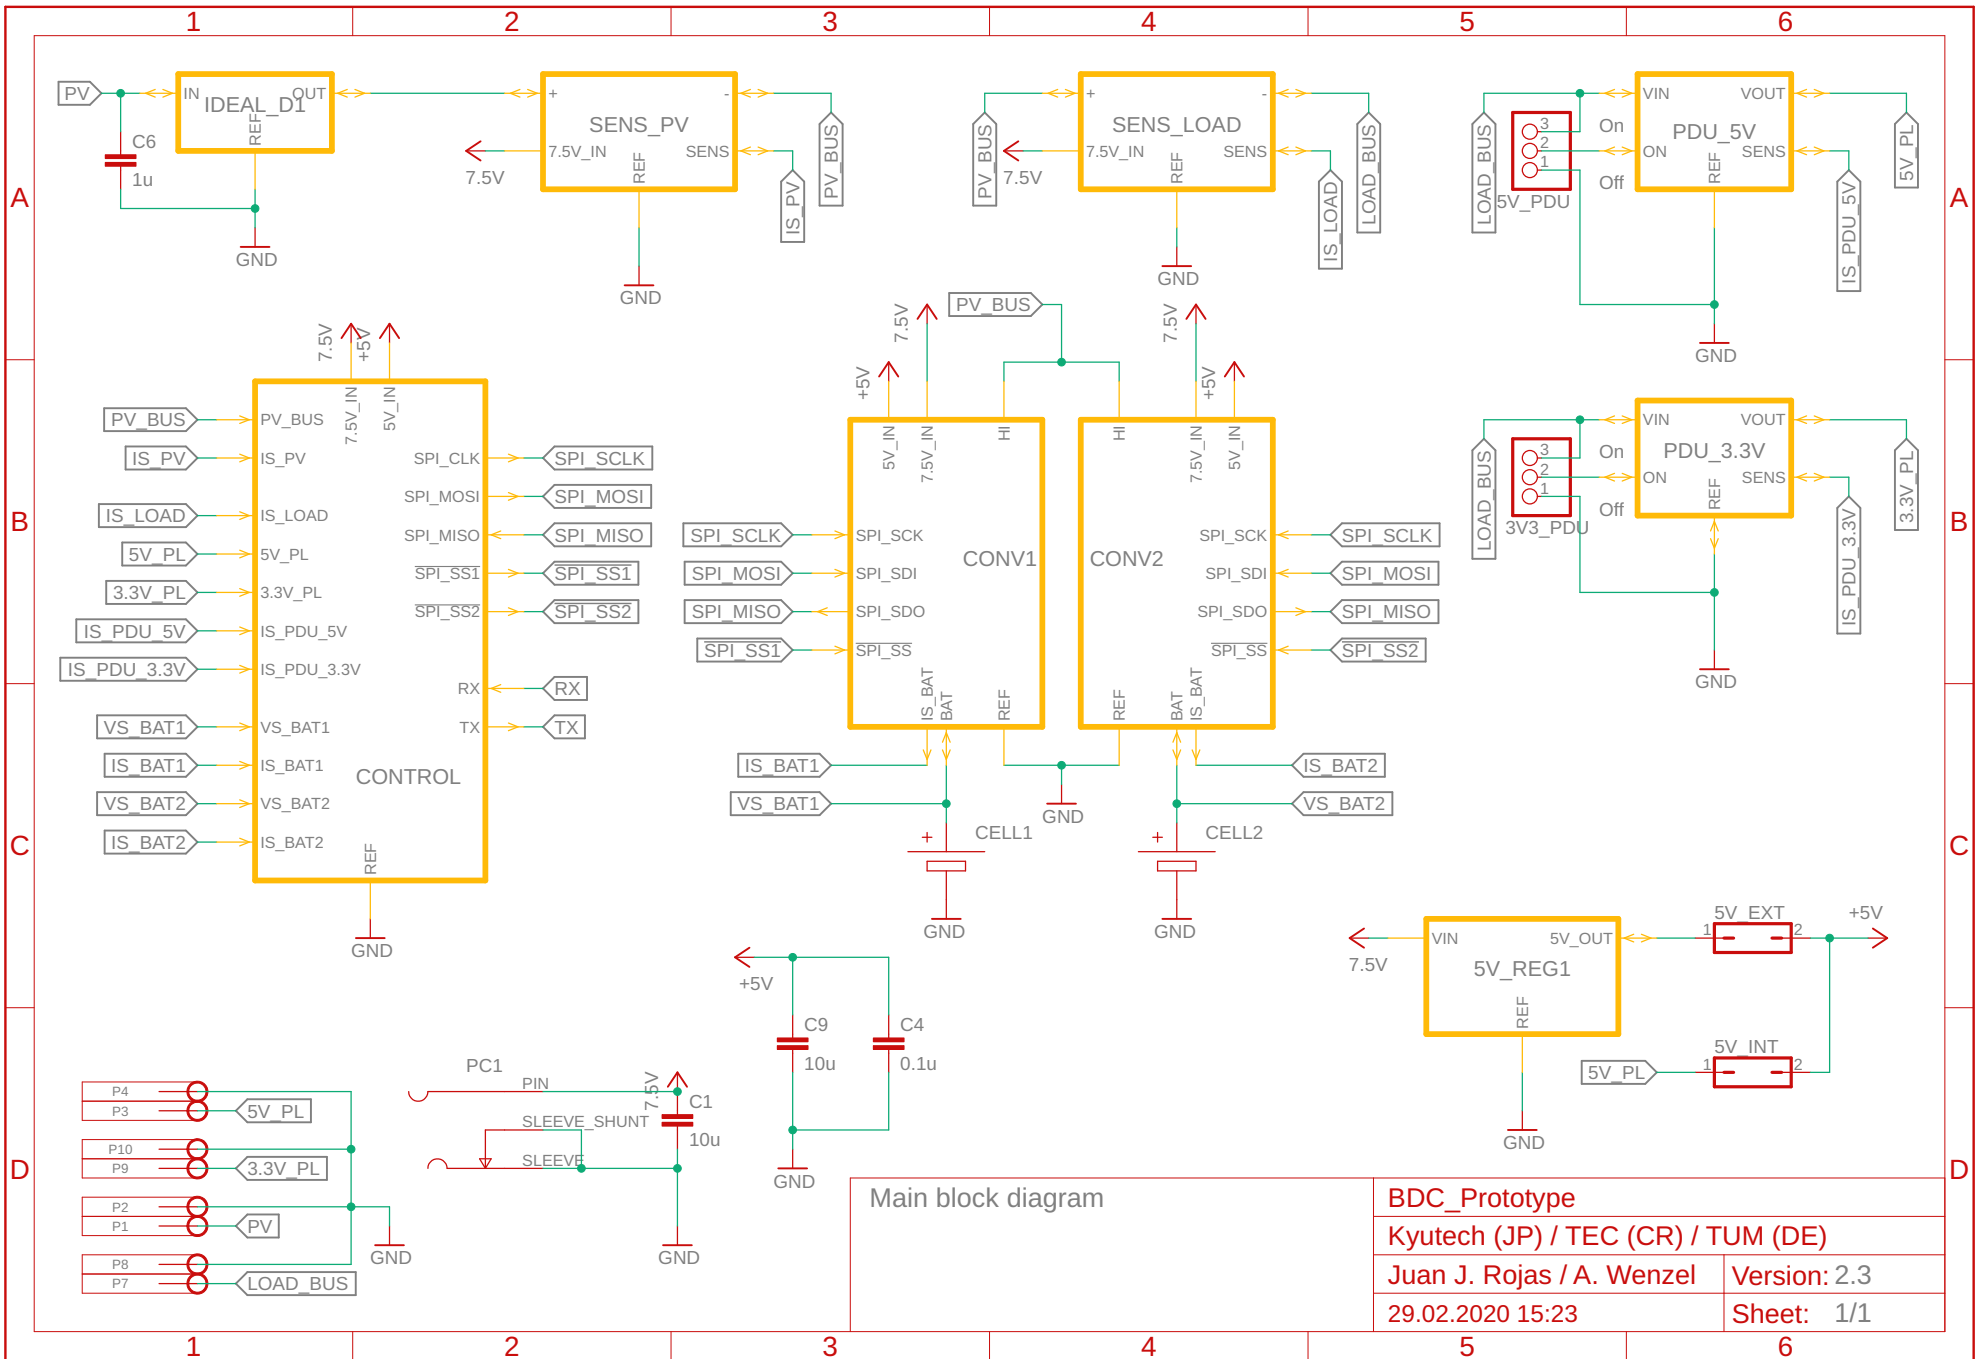 1 2 3 4 5 6
A
B
C
D
A
B
C
D
PV
IN
OUT
IDEAL_D1
REF
C6
1u
GND
+
-
SENS_PV
7.5V_IN
SENS
REF
7.5V
PV_BUS
IS_PV
GND
PV_BUS
+
-
SENS_LOAD
7.5V_IN
SENS
REF
7.5V
LOAD_BUS
IS_LOAD
GND
LOAD_BUS
3
2
1
5V_PDU
On
Off
VIN
VOUT
PDU_5V
ON
SENS
REF
5V_PL
IS_PDU_5V
GND
7.5V
+5V
7.5V_IN
5V_IN
PV_BUS
IS_PV
IS_LOAD
5V_PL
3.3V_PL
IS_PDU_5V
IS_PDU_3.3V
VS_BAT1
IS_BAT1
VS_BAT2
IS_BAT2
PV_BUS
IS_PV
IS_LOAD
5V_PL
3.3V_PL
IS_PDU_5V
IS_PDU_3.3V
VS_BAT1
IS_BAT1
VS_BAT2
IS_BAT2
SPI_CLK
SPI_MOSI
SPI_MISO
SPI_SS1
SPI_SS2
RX
TX
SPI_SCLK
SPI_MOSI
SPI_MISO
SPI_SS1
SPI_SS2
RX
TX
CONTROL
REF
GND
PV_BUS
+5V
7.5V
5V_IN
7.5V_IN
HI
SPI_SCLK
SPI_MOSI
SPI_MISO
SPI_SS1
SPI_SCK
SPI_SDI
SPI_SDO
SPI_SS
CONV1
IS_BAT
BAT
REF
IS_BAT1
VS_BAT1
+
CELL1
GND
GND
7.5V
+5V
HI
7.5V_IN
5V_IN
CONV2
SPI_SCK
SPI_SDI
SPI_SDO
SPI_SS
SPI_SCLK
SPI_MOSI
SPI_MISO
SPI_SS2
REF
BAT
IS_BAT
IS_BAT2
VS_BAT2
+
CELL2
GND
LOAD_BUS
3
2
1
3V3_PDU
On
Off
VIN
VOUT
PDU_3.3V
ON
SENS
REF
3.3V_PL
IS_PDU_3.3V
GND
7.5V
VIN
5V_OUT
5V_REG1
REF
GND
5V_EXT
1
2
+5V
5V_INT
1
2
5V_PL
+5V
C9
10u
C4
0.1u
GND
PC1
PIN
SLEEVE_SHUNT
SLEEVE
7.5V
C1
10u
GND
P4
P3
5V_PL
P10
P9
3.3V_PL
P2
P1
PV
P8
P7
LOAD_BUS
GND
Main block diagram
BDC_Prototype
Kyutech (JP) / TEC (CR) / TUM (DE)
Juan J. Rojas / A. Wenzel
Version: 2.3
29.02.2020 15:23
Sheet: 1/1
1 2 3 4 5 6